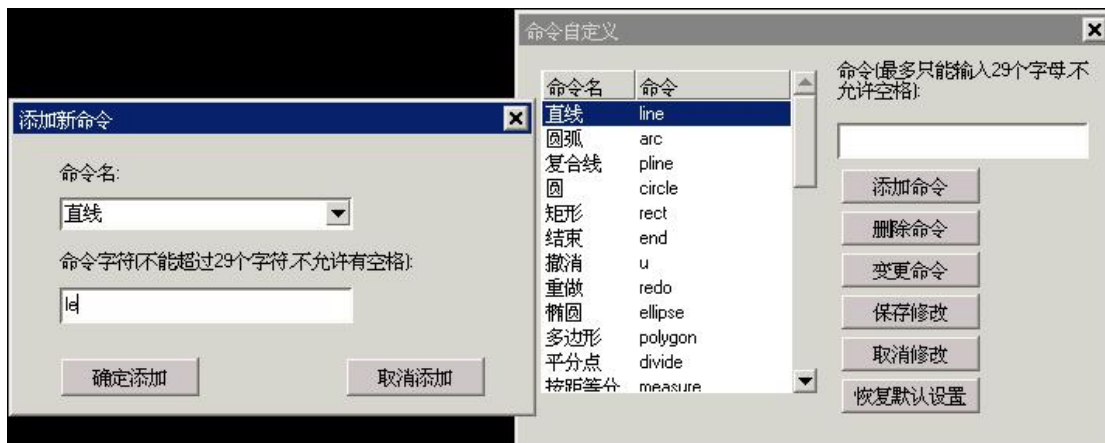 命令自定义
命令名 命令
直线 line
圆弧 arc
复合线 pline
圆 circle
矩形 rect
结束 end
撤消 u
重做 redo
椭圆 ellipse
多边形 polygon
平分点 divide
按距等分 measure
命令(最多只能输入29个字母,不
允许空格):
添加命令
删除命令
变更命令
保存修改
取消修改
恢复默认设置
添加新命令
命令名:
直线
命令字符(不能超过29个字符,不允许有空格):
le
确定添加 取消添加